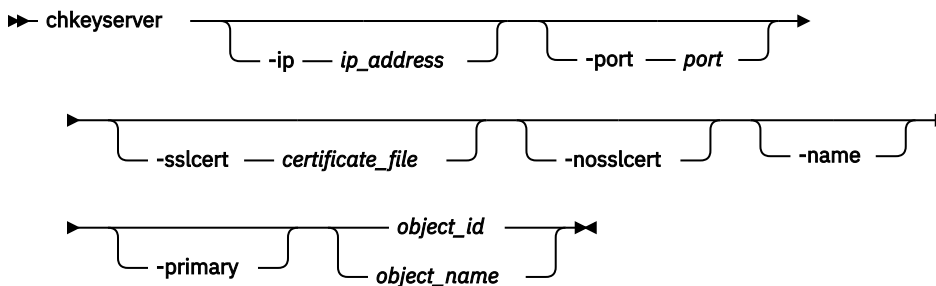 chkeyserver
-ip ip_address -port port
-sslcert certificate_file -nosslcert -name
object_id
-primary object_name